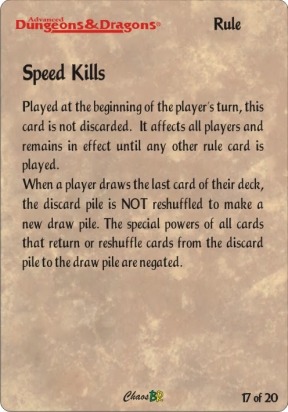 Advanced
Dungeons&Dragons®
Rule
Speed Kills
Played at the beginning of the player's turn, this
card is not discarded.  It affects all players and
remains in effect until any other rule card is
played.
When a player draws the last card of their deck,
the discard pile is NOT reshuffled to make a
new draw pile. The special powers of all cards
that return or reshuffle cards from the discard
pile to the draw pile are negated.
Chaos
17 of 20